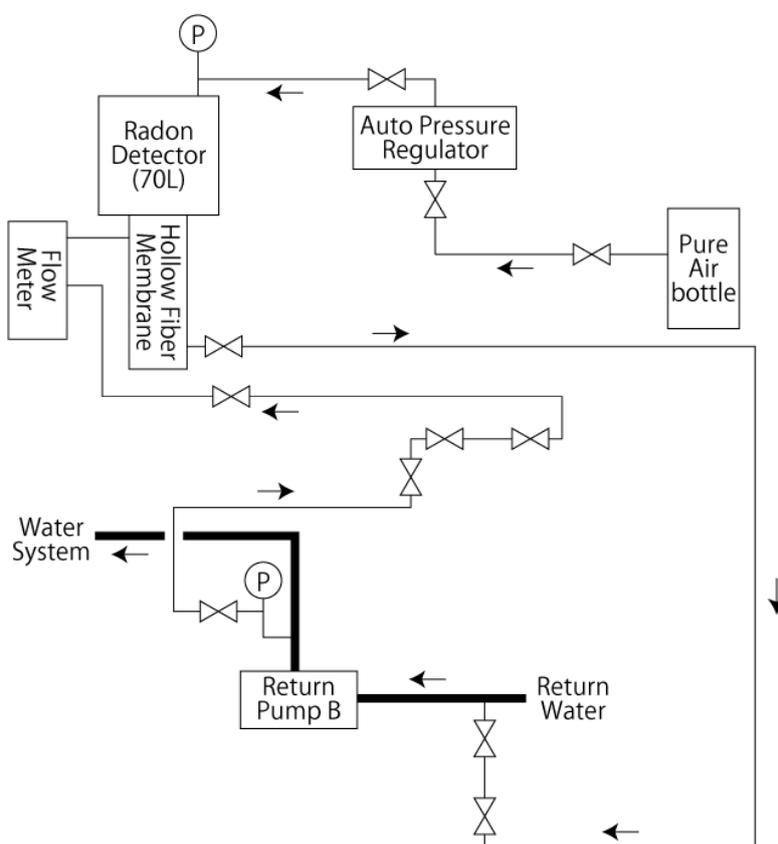 P
Radon
Detector
(70L)
Auto Pressure
Regulator
Flow
Meter
Hollow Fiber
Membrane
Pure
Air
bottle
Water
System
P
Return
Pump B
Return
Water